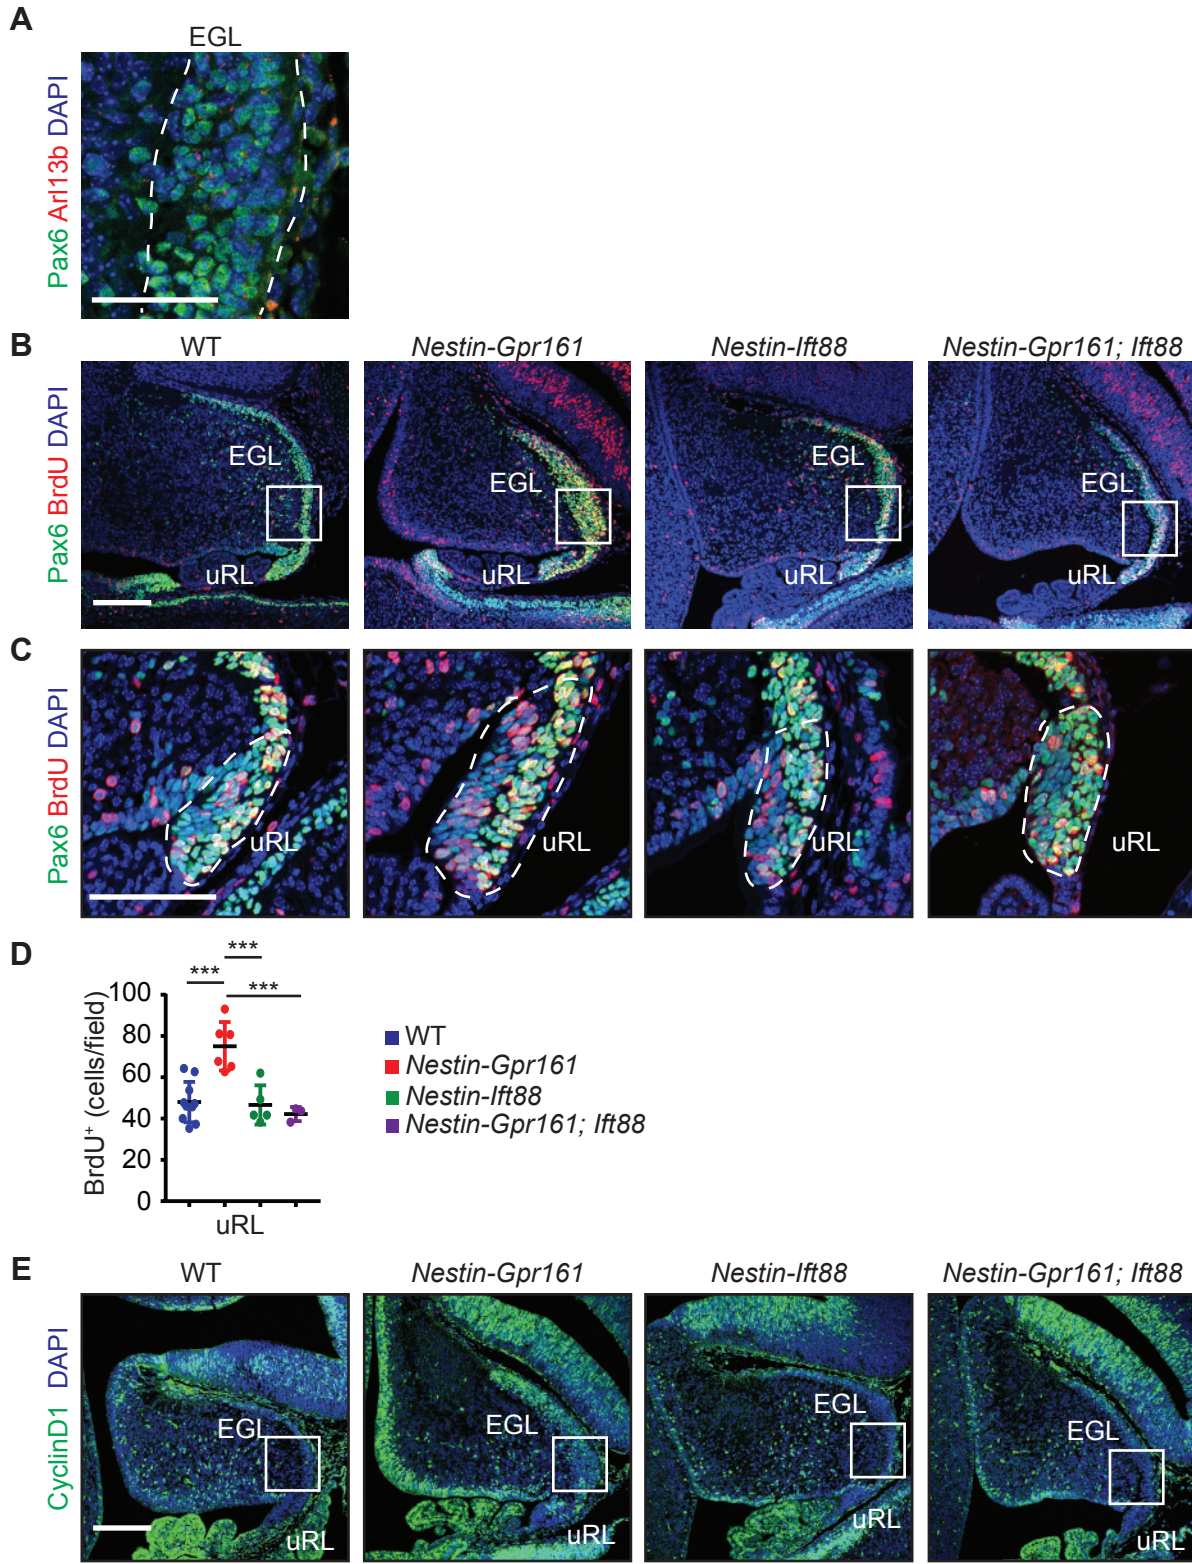 A
EGL
Pax6 Arl13b DAPI
B
WT
Nestin-Gpr161
Nestin-Ift88
Nestin-Gpr161; Ift88
Pax6 BrdU DAPI
EGL
uRL
EGL
uRL
EGL
uRL
EGL
uRL
C
Pax6 BrdU DAPI
uRL
uRL
uRL
uRL
D
***
***
***
BrdU⁺ (cells/field)
100
80
60
40
20
0
uRL
WT
Nestin-Gpr161
Nestin-Ift88
Nestin-Gpr161; Ift88
E
WT
Nestin-Gpr161
Nestin-Ift88
Nestin-Gpr161; Ift88
CyclinD1 DAPI
EGL
uRL
EGL
uRL
EGL
uRL
EGL
uRL